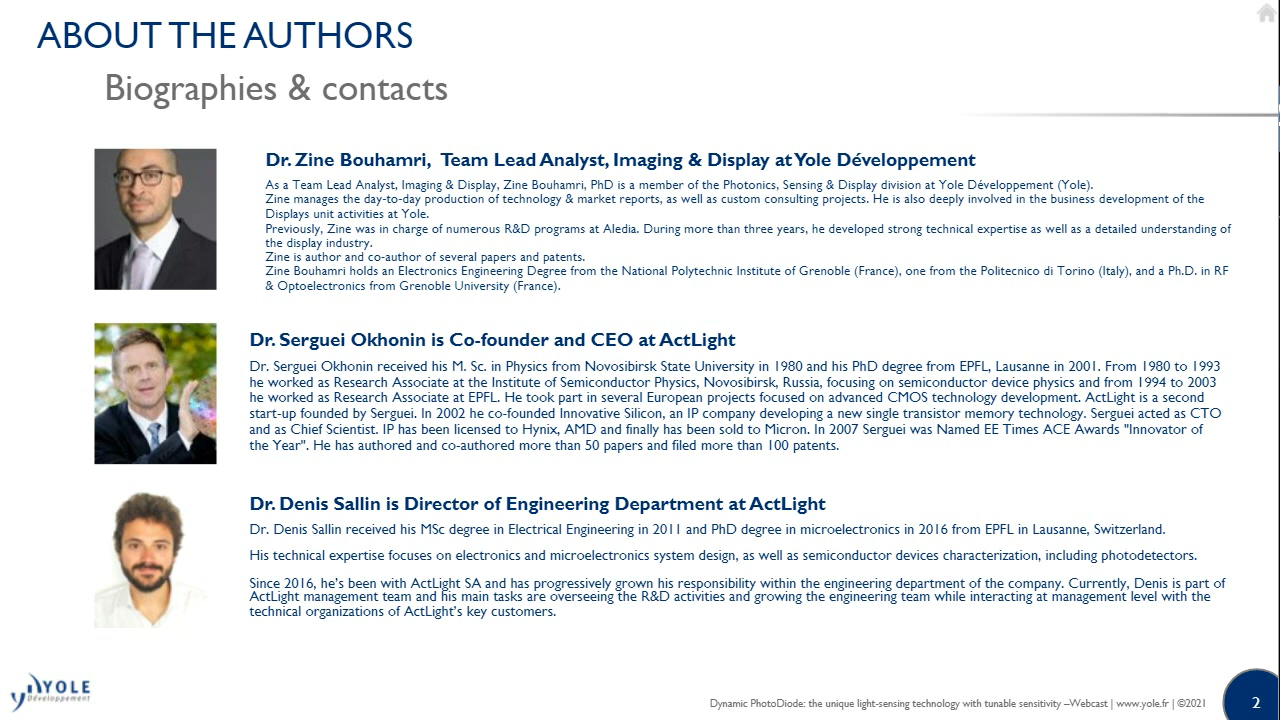 ABOUT THE AUTHORS
Biographies & contacts
Dr. Zine Bouhamri, Team Lead Analyst, Imaging & Display at Yole Développement
As a Team Lead Analyst, Imaging & Display, Zine Bouhamri, PhD is a member of the Photonics, Sensing & Display division at Yole Développement (Yole).
Zine manages the day-to-day production of technology & market reports, as well as custom consulting projects. He is also deeply involved in the business development of the
Displays unit activities at Yole.
Previously, Zine was in charge of numerous R&D programs at Aledia. During more than three years, he developed strong technical expertise as well as a detailed understanding of
the display industry.
Zine is author and co-author of several papers and patents.
Zine Bouhamri holds an Electronics Engineering Degree from the National Polytechnic Institute of Grenoble (France), one from the Politecnico di Torino (Italy), and a Ph.D. in RF
& Optoelectronics from Grenoble University (France).
Dr. Serguei Okhonin is Co-founder and CEO at ActLight
Dr. Serguei Okhonin received his M. Sc. in Physics from Novosibirsk State University in 1980 and his PhD degree from EPFL, Lausanne in 2001. From 1980 to 1993
he worked as Research Associate at the Institute of Semiconductor Physics, Novosibirsk, Russia, focusing on semiconductor device physics and from 1994 to 2003
he worked as Research Associate at EPFL. He took part in several European projects focused on advanced CMOS technology development. ActLight is a second
start-up founded by Serguei. In 2002 he co-founded Innovative Silicon, an IP company developing a new single transistor memory technology. Serguei acted as CTO
and as Chief Scientist. IP has been licensed to Hynix, AMD and finally has been sold to Micron. In 2007 Serguei was Named EE Times ACE Awards "Innovator of
the Year". He has authored and co-authored more than 50 papers and filed more than 100 patents.
Dr. Denis Sallin is Director of Engineering Department at ActLight
Dr. Denis Sallin received his MSc degree in Electrical Engineering in 2011 and PhD degree in microelectronics in 2016 from EPFL in Lausanne, Switzerland.
His technical expertise focuses on electronics and microelectronics system design, as well as semiconductor devices characterization, including photodetectors.
Since 2016, he's been with ActLight SA and has progressively grown his responsibility within the engineering department of the company. Currently, Denis is part of
ActLight management team and his main tasks are overseeing the R&D activities and growing the engineering team while interacting at management level with the
technical organizations of ActLight's key customers.
YOLE
Développement
Dynamic PhotoDiode: the unique light-sensing technology with tunable sensitivity –Webcast | www.yole.fr | ©2021
2